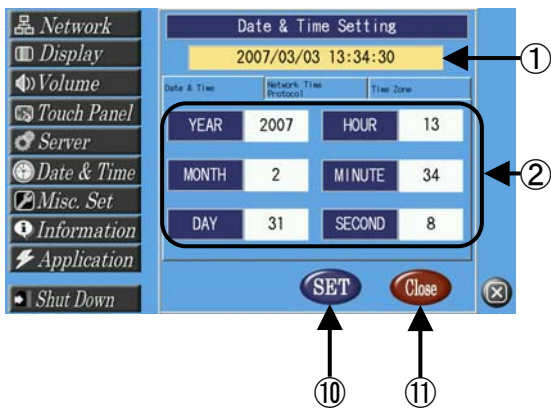 Network
Display
Volume
Touch Panel
Server
Date & Time
Misc. Set
Information
Application
Shut Down
Date & Time Setting
2007/03/03 13:34:30
①
Date & Time
Network Time
Protocol
Time Zone
YEAR 2007 HOUR 13
MONTH 2 MINUTE 34
DAY 31 SECOND 8
②
SET Close
⑩ ⑪